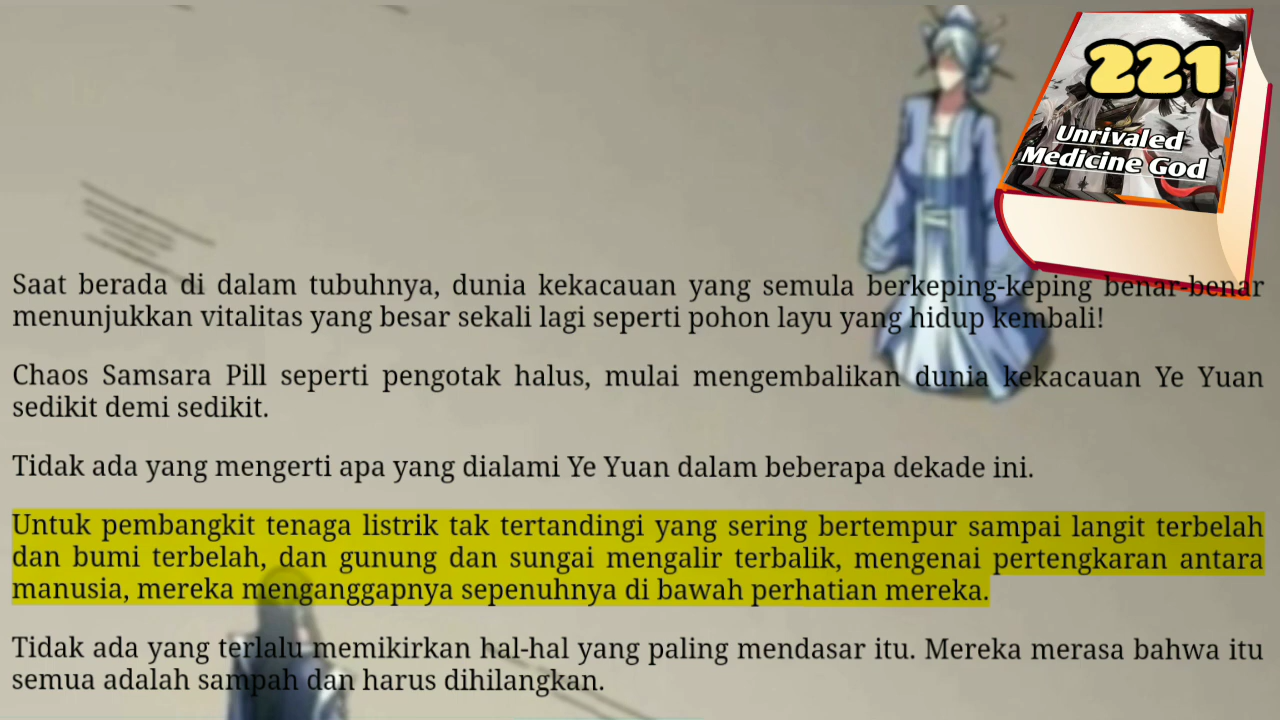 221
Unrivaled
Medicine God
Saat berada di dalam tubuhnya, dunia kekacauan yang semula berkeping-keping benar-benar
menunjukkan vitalitas yang besar sekali lagi seperti pohon layu yang hidup kembali!
Chaos Samsara Pill seperti pengotak halus, mulai mengembalikan dunia kekacauan Ye Yuan
sedikit demi sedikit.
Tidak ada yang mengerti apa yang dialami Ye Yuan dalam beberapa dekade ini.
Untuk pembangkit tenaga listrik tak tertandingi yang sering bertempur sampai langit terbelah
dan bumi terbelah, dan gunung dan sungai mengalir terbalik, mengenai pertengkaran antara
manusia, mereka menganggapnya sepenuhnya di bawah perhatian mereka.
Tidak ada yang terlalu memikirkan hal-hal yang paling mendasar itu. Mereka merasa bahwa itu
semua adalah sampah dan harus dihilangkan.